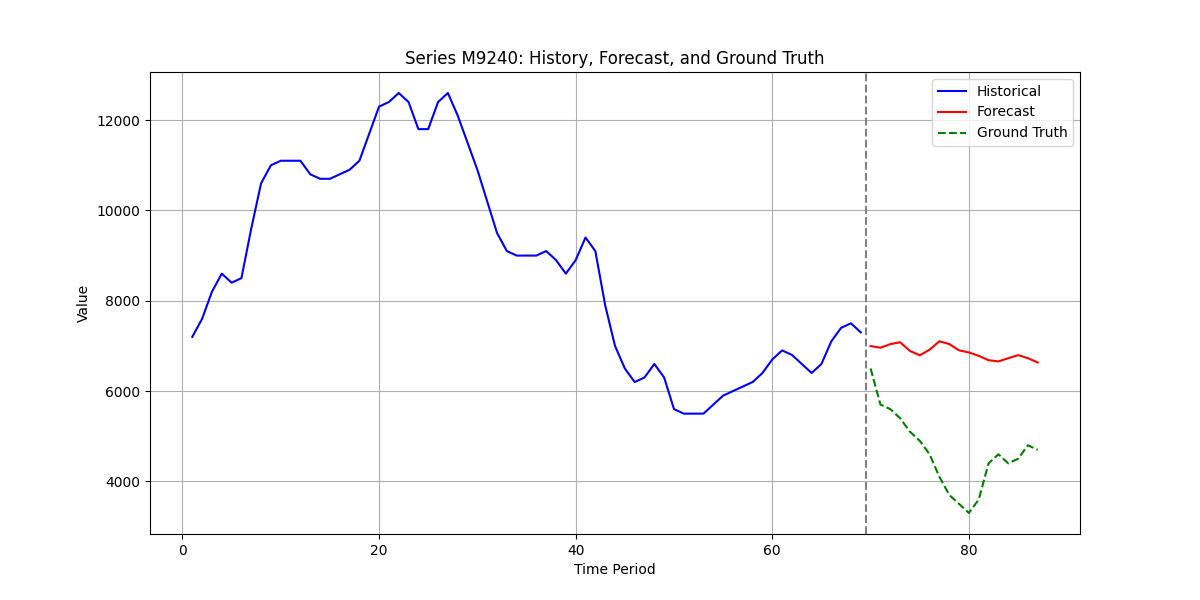 Series M9240: History, Forecast, and Ground Truth
Historical
Forecast
Ground Truth
12000
10000
8000
6000
4000
Value
0
20
40
60
80
Time Period